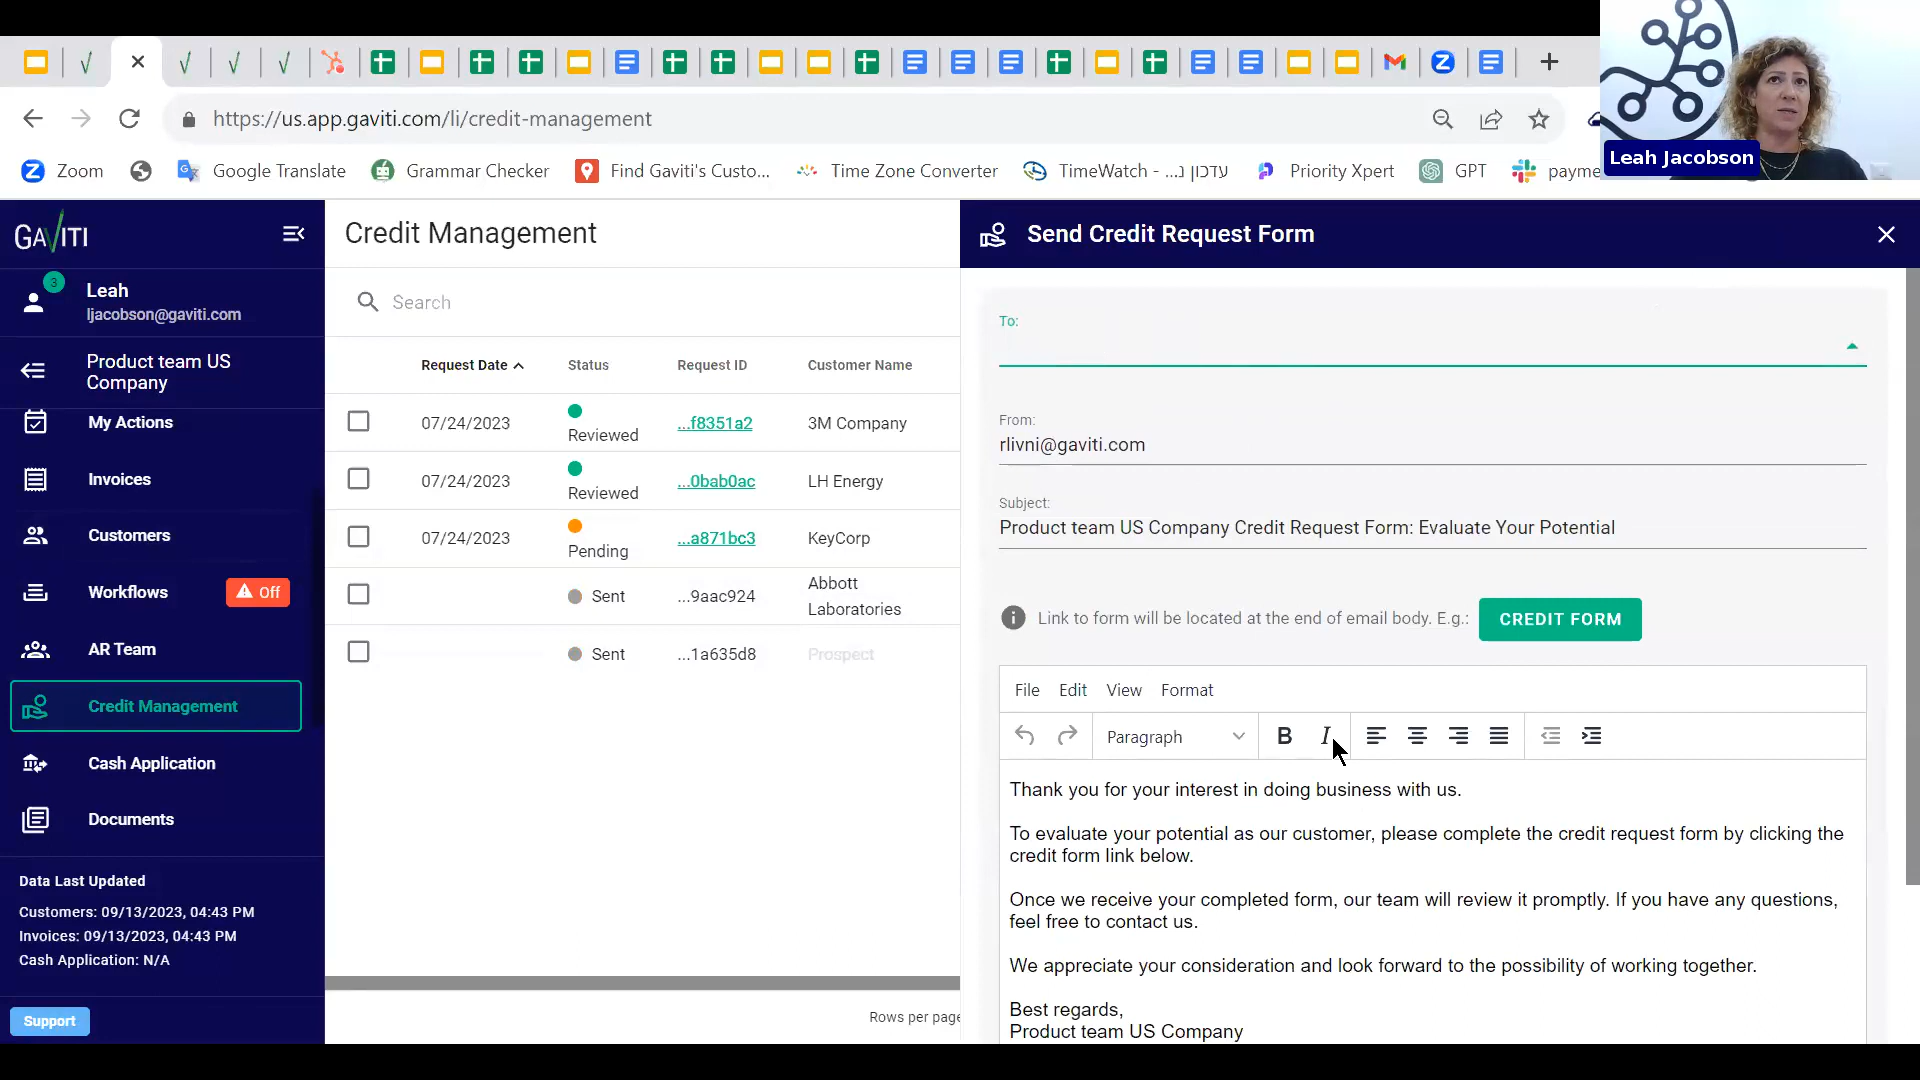 https://us.app.gaviti.com/li/credit-management
Zoom
Google Translate
Grammar Checker
Find Gaviti's Custo...
Time Zone Converter
TimeWatch - ...עדכון נ
Priority Xpert
GPT
payme
Leah Jacobson
GAVITI
3
Leah
ljacobson@gaviti.com
Product team US
Company
My Actions
Invoices
Customers
Workflows
Off
AR Team
Credit Management
Cash Application
Documents
Data Last Updated
Customers: 09/13/2023, 04:43 PM
Invoices: 09/13/2023, 04:43 PM
Cash Application: N/A
Support
Credit Management
Search
Request Date Status Request ID Customer Name
07/24/2023 Reviewed ...f8351a2 3M Company
07/24/2023 Reviewed ...0bab0ac LH Energy
07/24/2023 Pending ...a871bc3 KeyCorp
Sent ...9aac924 Abbott
Laboratories
Sent ...1a635d8 Prospect
Rows per page
Send Credit Request Form
To:
From:
rlivni@gaviti.com
Subject:
Product team US Company Credit Request Form: Evaluate Your Potential
Link to form will be located at the end of email body. E.g.: CREDIT FORM
File Edit View Format
Paragraph B I
Thank you for your interest in doing business with us.
To evaluate your potential as our customer, please complete the credit request form by clicking the
credit form link below.
Once we receive your completed form, our team will review it promptly. If you have any questions,
feel free to contact us.
We appreciate your consideration and look forward to the possibility of working together.
Best regards,
Product team US Company